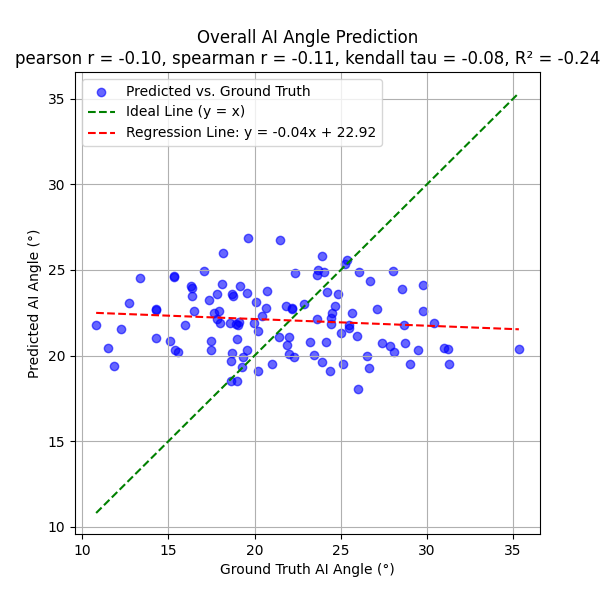 Overall AI Angle Prediction
pearson r = -0.10, spearman r = -0.11, kendall tau = -0.08, R² = -0.24
Predicted vs. Ground Truth
Ideal Line (y = x)
Regression Line: y = -0.04x + 22.92
35
30
25
20
15
10
Predicted AI Angle (°)
10 15 20 25 30 35
Ground Truth AI Angle (°)